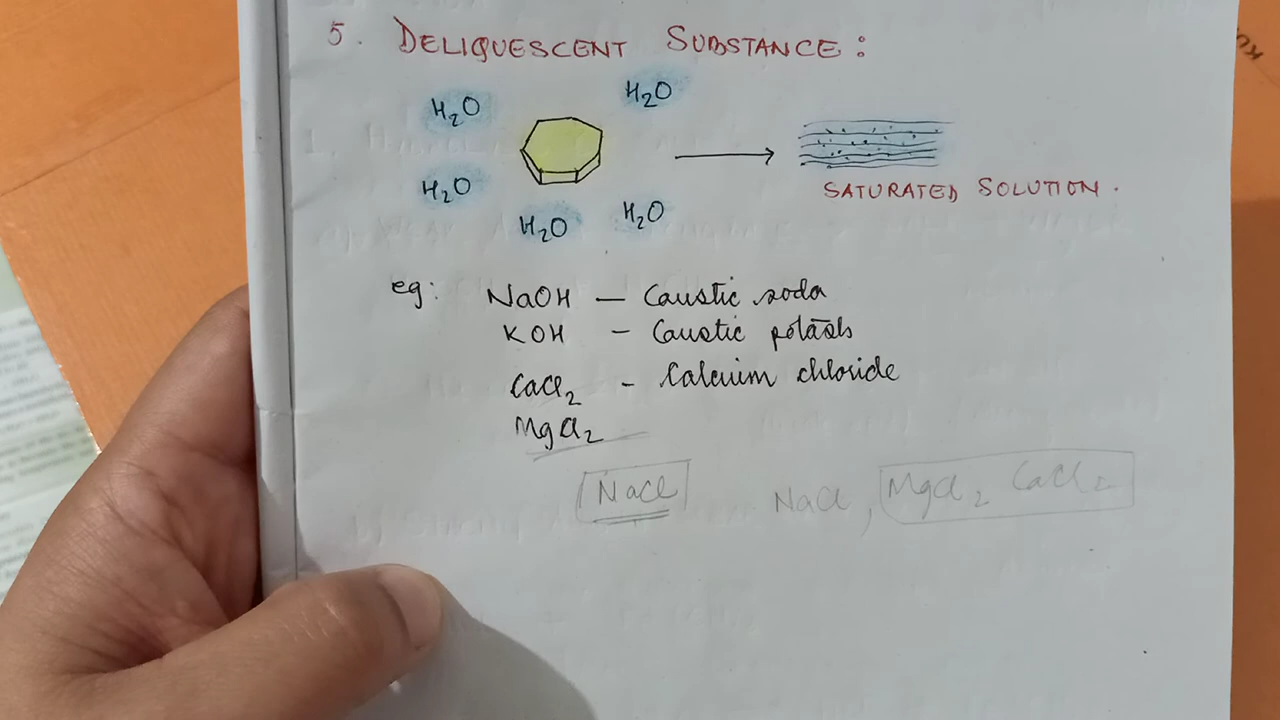 5. DELIQUESCENT SUBSTANCE:
H₂O H₂O
H₂O H₂O H₂O
SATURATED SOLUTION.
eg: NaOH — Caustic soda
KOH - Caustic potash
CaCl₂ - Calcium chloride
MgCl₂
NaCl NaCl, MgCl₂ CaCl₂
KU